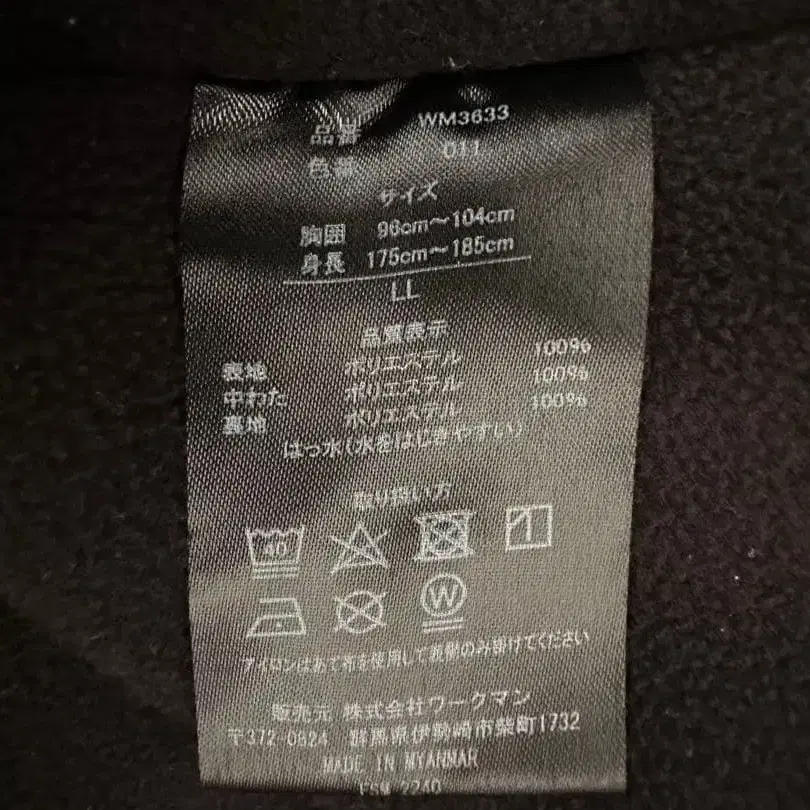 品番 WM3633
色番 011
サイズ
胸囲 96cm～104cm
身長 175cm～185cm
LL
品質表示
表地 ポリエステル 100%
中わた ポリエステル 100%
裏地 ポリエステル 100%
はっ水(水をはじきやすい)
取り扱い方
40
W
アイロンはあて布を使用して表側のみ掛けてください
販売元 株式会社ワークマン
〒372-0824 群馬県伊勢崎市柴町1732
MADE IN MYANMAR
2240